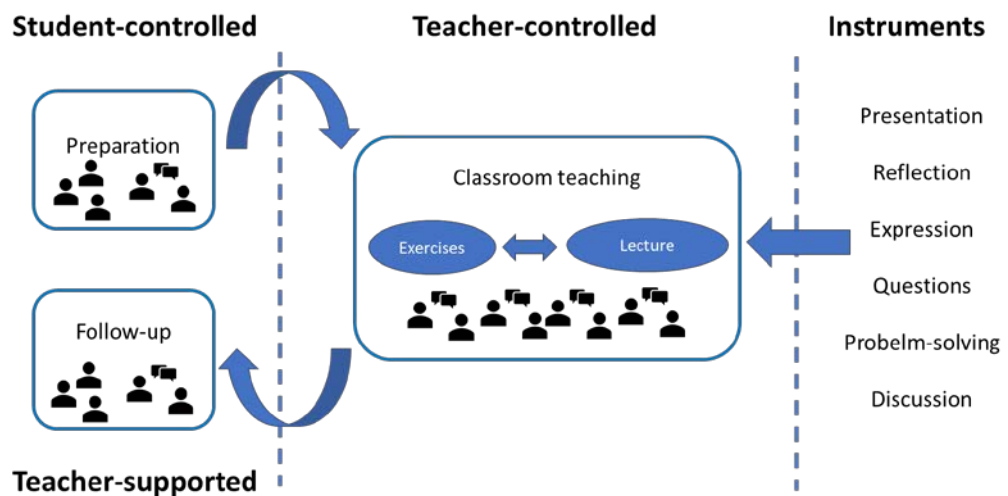 Student-controlled
Teacher-controlled
Instruments
Preparation
Classroom teaching
Exercises
Lecture
Follow-up
Teacher-supported
Presentation
Reflection
Expression
Questions
Probelm-solving
Discussion